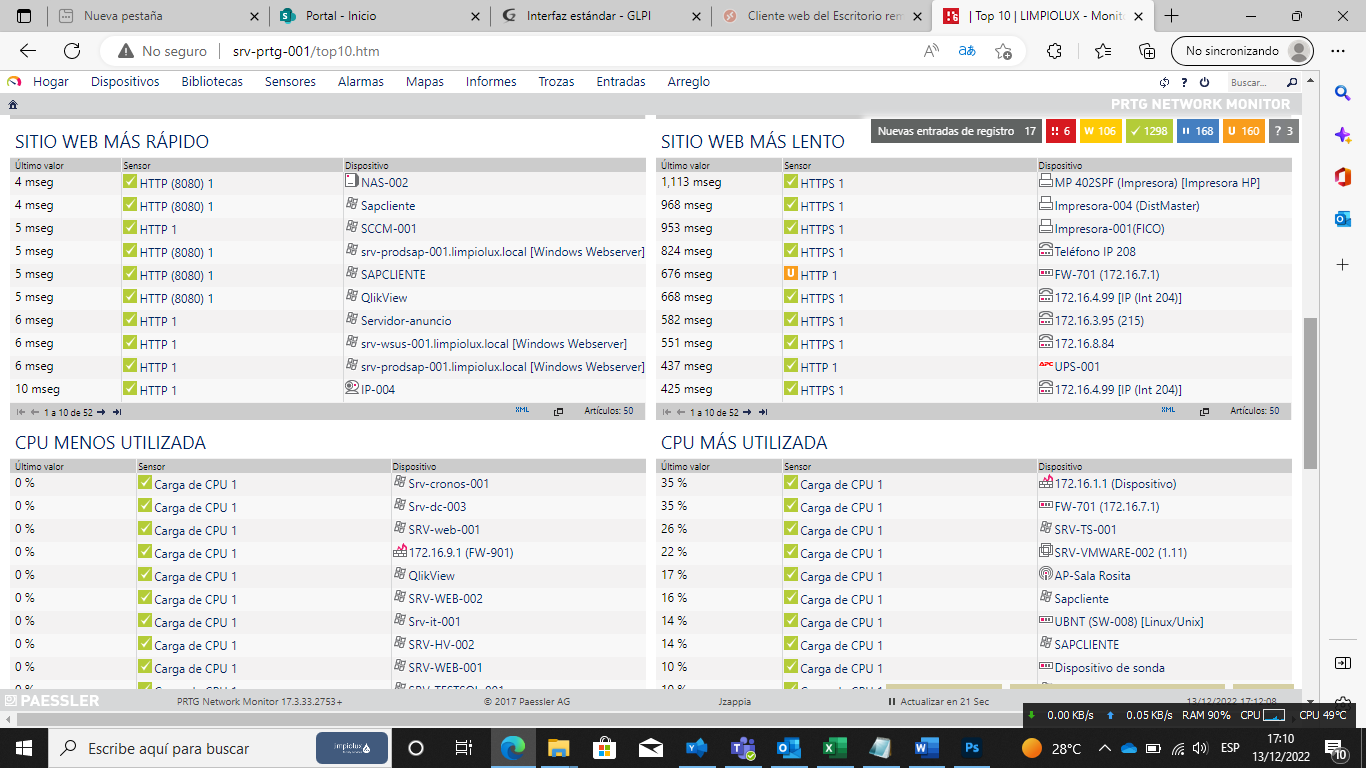 Nueva pestaña
Portal - Inicio
Interfaz estándar - GLPI
Cliente web del Escritorio rem
| Top 10 | LIMPIOLUX - Monito
No seguro
srv-prtg-001/top10.htm
No sincronizando
Hogar Dispositivos Bibliotecas Sensores Alarmas Mapas Informes Trozas Entradas Arreglo
Buscar...
PRTG NETWORK MONITOR
Nuevas entradas de registro 17
6
W 106
1298
168
U 160
? 3
SITIO WEB MÁS RÁPIDO
Último valor Sensor Dispositivo
4 mseg HTTP (8080) 1 NAS-002
4 mseg HTTP (8080) 1 Sapcliente
5 mseg HTTP 1 SCCM-001
5 mseg HTTP (8080) 1 srv-prodsap-001.limpiolux.local [Windows Webserver]
5 mseg HTTP (8080) 1 SAPCLIENTE
5 mseg HTTP (8080) 1 QlikView
6 mseg HTTP 1 Servidor-anuncio
6 mseg HTTP 1 srv-wsus-001.limpiolux.local [Windows Webserver]
6 mseg HTTP 1 srv-prodsap-001.limpiolux.local [Windows Webserver]
10 mseg HTTP 1 IP-004
1 a 10 de 52
XML
Artículos: 50
SITIO WEB MÁS LENTO
Último valor Sensor Dispositivo
1,113 mseg HTTPS 1 MP 402SPF (Impresora) [Impresora HP]
968 mseg HTTPS 1 Impresora-004 (DistMaster)
953 mseg HTTPS 1 Impresora-001(FICO)
824 mseg HTTPS 1 Teléfono IP 208
676 mseg U HTTP 1 FW-701 (172.16.7.1)
668 mseg HTTPS 1 172.16.4.99 [IP (Int 204)]
582 mseg HTTPS 1 172.16.3.95 (215)
551 mseg HTTPS 1 172.16.8.84
437 mseg HTTP 1 APC UPS-001
425 mseg HTTPS 1 172.16.4.99 [IP (Int 204)]
1 a 10 de 52
XML
Artículos: 50
CPU MENOS UTILIZADA
Último valor Sensor Dispositivo
0 % Carga de CPU 1 Srv-cronos-001
0 % Carga de CPU 1 Srv-dc-003
0 % Carga de CPU 1 SRV-web-001
0 % Carga de CPU 1 172.16.9.1 (FW-901)
0 % Carga de CPU 1 QlikView
0 % Carga de CPU 1 SRV-WEB-002
0 % Carga de CPU 1 Srv-it-001
0 % Carga de CPU 1 SRV-HV-002
0 % Carga de CPU 1 SRV-WEB-001
CPU MÁS UTILIZADA
Último valor Sensor Dispositivo
35 % Carga de CPU 1 172.16.1.1 (Dispositivo)
35 % Carga de CPU 1 FW-701 (172.16.7.1)
26 % Carga de CPU 1 SRV-TS-001
22 % Carga de CPU 1 SRV-VMWARE-002 (1.11)
17 % Carga de CPU 1 AP-Sala Rosita
16 % Carga de CPU 1 Sapcliente
14 % Carga de CPU 1 UBNT (SW-008) [Linux/Unix]
14 % Carga de CPU 1 SAPCLIENTE
10 % Carga de CPU 1 Dispositivo de sonda
PAESSLER
PRTG Network Monitor 17.3.33.2753+
© 2017 Paessler AG
Jzappia
Actualizar en 21 Sec
13/12/2022 17:12:08
0.00 KB/s 0.05 KB/s RAM 90% CPU CPU 49°C
Escribe aquí para buscar
limpiolux
28°C
ESP
17:10
13/12/2022
10